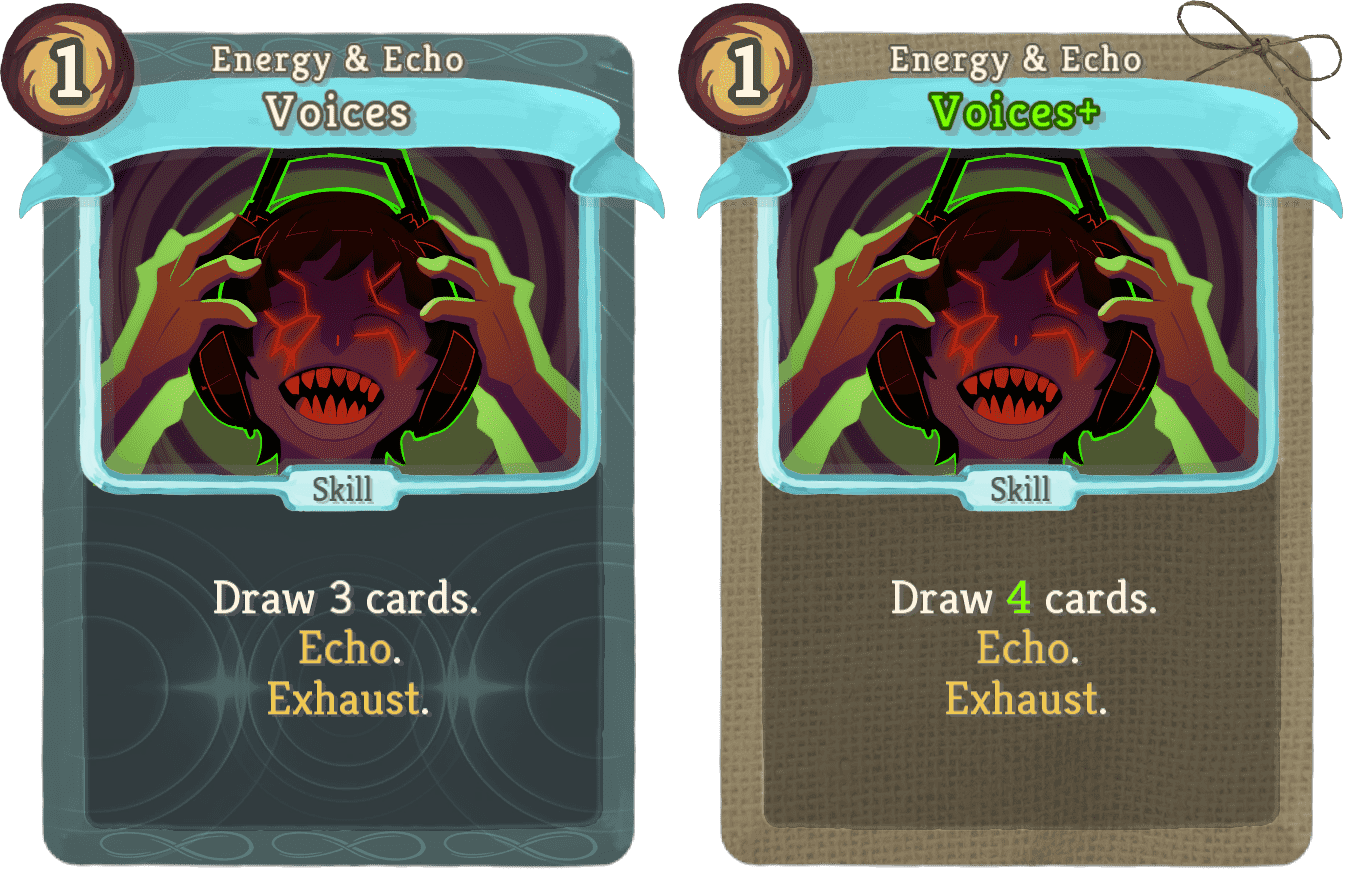 1
Energy & Echo
Voices
Skill
Draw 3 cards.
Echo.
Exhaust.
1
Energy & Echo
Voices+
Skill
Draw 4 cards.
Echo.
Exhaust.